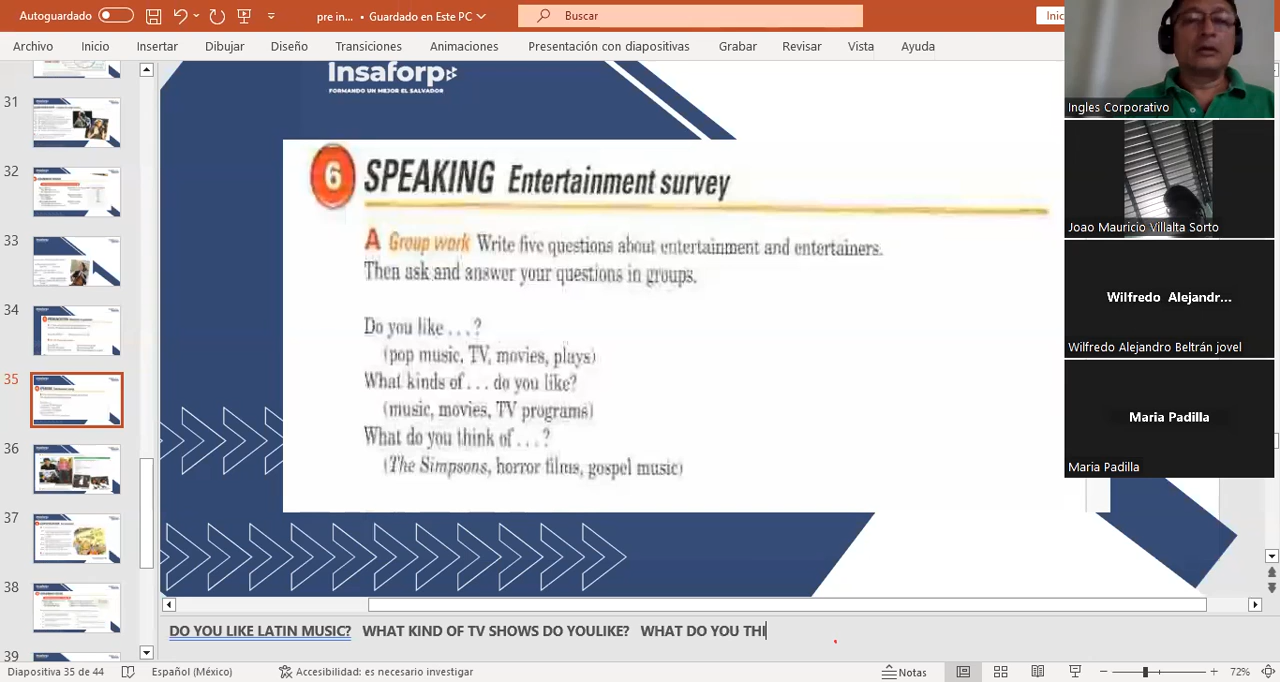 Autoguardado
pre in... • Guardado en Este PC
Buscar
Inic
Archivo Inicio Insertar Dibujar Diseño Transiciones Animaciones Presentación con diapositivas Grabar Revisar Vista Ayuda
31
32
33
34
35
36
37
38
39
Insaforp
FORMANDO UN MEJOR EL SALVADOR
6 SPEAKING Entertainment survey
A Group work Write five questions about entertainment and entertainers.
Then ask and answer your questions in groups.
Do you like . . . ?
(pop music, TV, movies, plays)
What kinds of . . . do you like?
(music, movies, TV programs)
What do you think of . . . ?
(The Simpsons, horror films, gospel music)
Ingles Corporativo
Joao Mauricio Villalta Sorto
Wilfredo Alejandr...
Wilfredo Alejandro Beltrán jovel
Maria Padilla
Maria Padilla
DO YOU LIKE LATIN MUSIC? WHAT KIND OF TV SHOWS DO YOULIKE? WHAT DO YOU THI
Diapositiva 35 de 44 Español (México) Accesibilidad: es necesario investigar Notas 72%